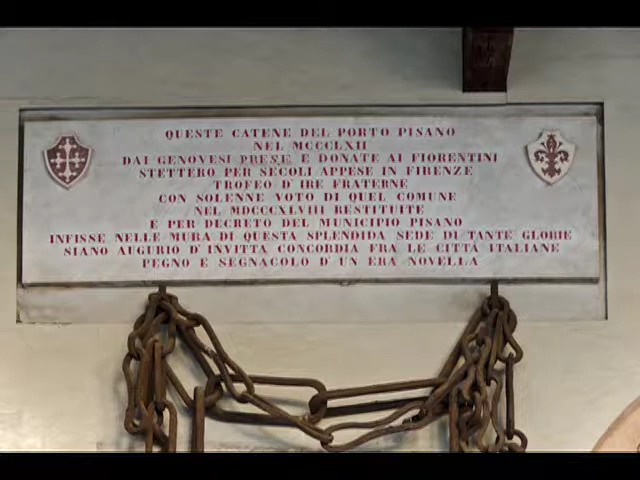 QUESTE CATENE DEL PORTO PISANO
NEL MCCCLXII
DAI GENOVESI PRESE E DONATE AI FIORENTINI
STETTERO PER SECOLI APPESE IN FIRENZE
TROFEO D'IRE FRATERNE
CON SOLENNE VOTO DI QUEL COMUNE
NEL MDCCCXLVIII RESTITUITE
E PER DECRETO DEL MUNICIPIO PISANO
INFISSE NELLE MURA DI QUESTA SPLENDIDA SEDE DI TANTE GLORIE
SIANO AUGURIO D'INVITTA CONCORDIA FRA LE CITTÀ ITALIANE
PEGNO E SEGNACOLO D'UN ERA NOVELLA